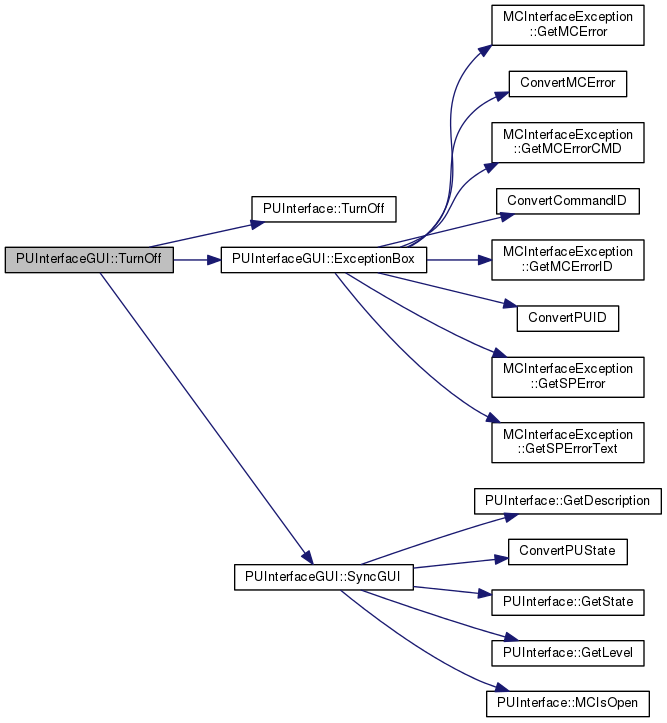 MCInterfaceException
::GetMCError
ConvertMCError
MCInterfaceException
::GetMCErrorCMD
PUInterface::TurnOff
ConvertCommandID
PUInterfaceGUI::TurnOff
PUInterfaceGUI::ExceptionBox
MCInterfaceException
::GetMCErrorID
ConvertPUID
MCInterfaceException
::GetSPError
MCInterfaceException
::GetSPErrorText
PUInterface::GetDescription
ConvertPUState
PUInterfaceGUI::SyncGUI
PUInterface::GetState
PUInterface::GetLevel
PUInterface::MCIsOpen